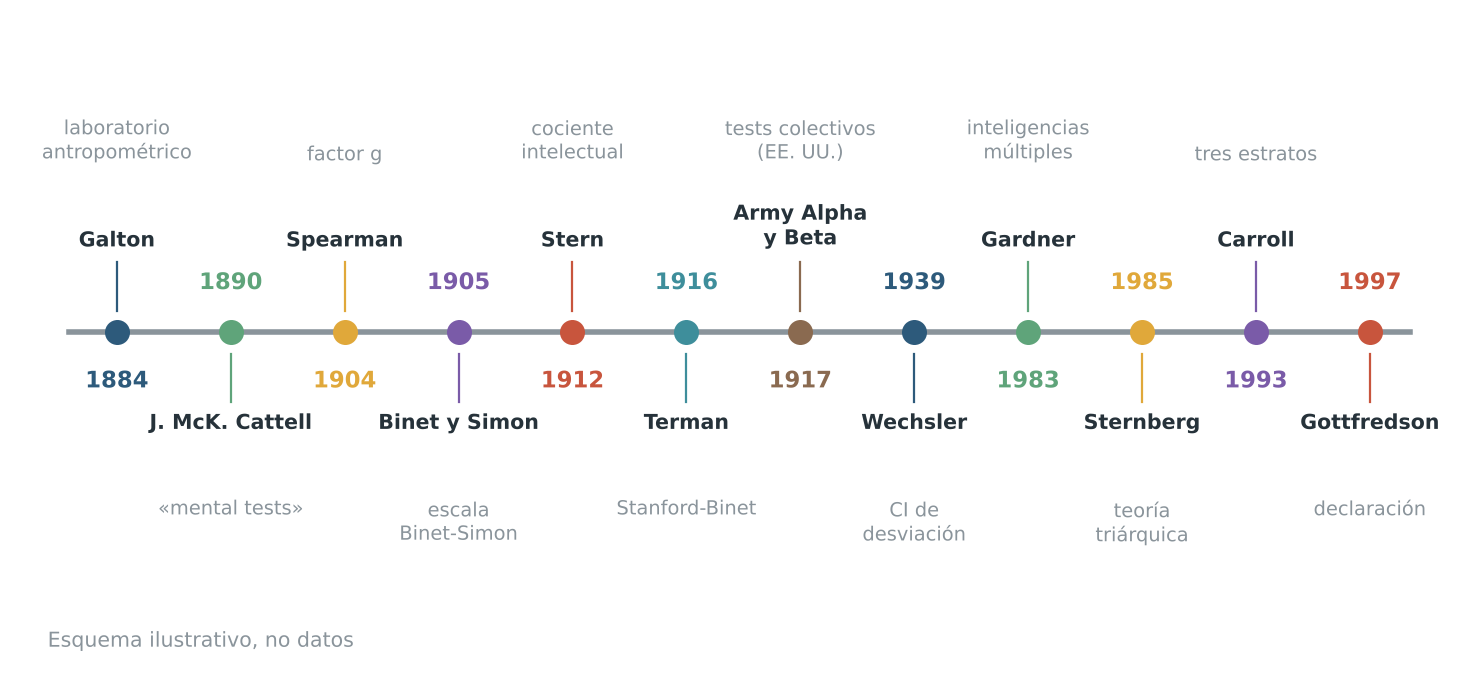 laboratorio
antropométrico
factor g
cociente
intelectual
tests colectivos
(EE. UU.)
inteligencias
múltiples
tres estratos
Galton
Spearman
Stern
Army Alpha
y Beta
Gardner
Carroll
1890
1905
1916
1939
1985
1997
1884
1904
1912
1917
1983
1993
J. McK. Cattell
Binet y Simon
Terman
Wechsler
Sternberg
Gottfredson
«mental tests»
escala
Binet-Simon
Stanford-Binet
CI de
desviación
teoría
triárquica
declaración
Esquema ilustrativo, no datos